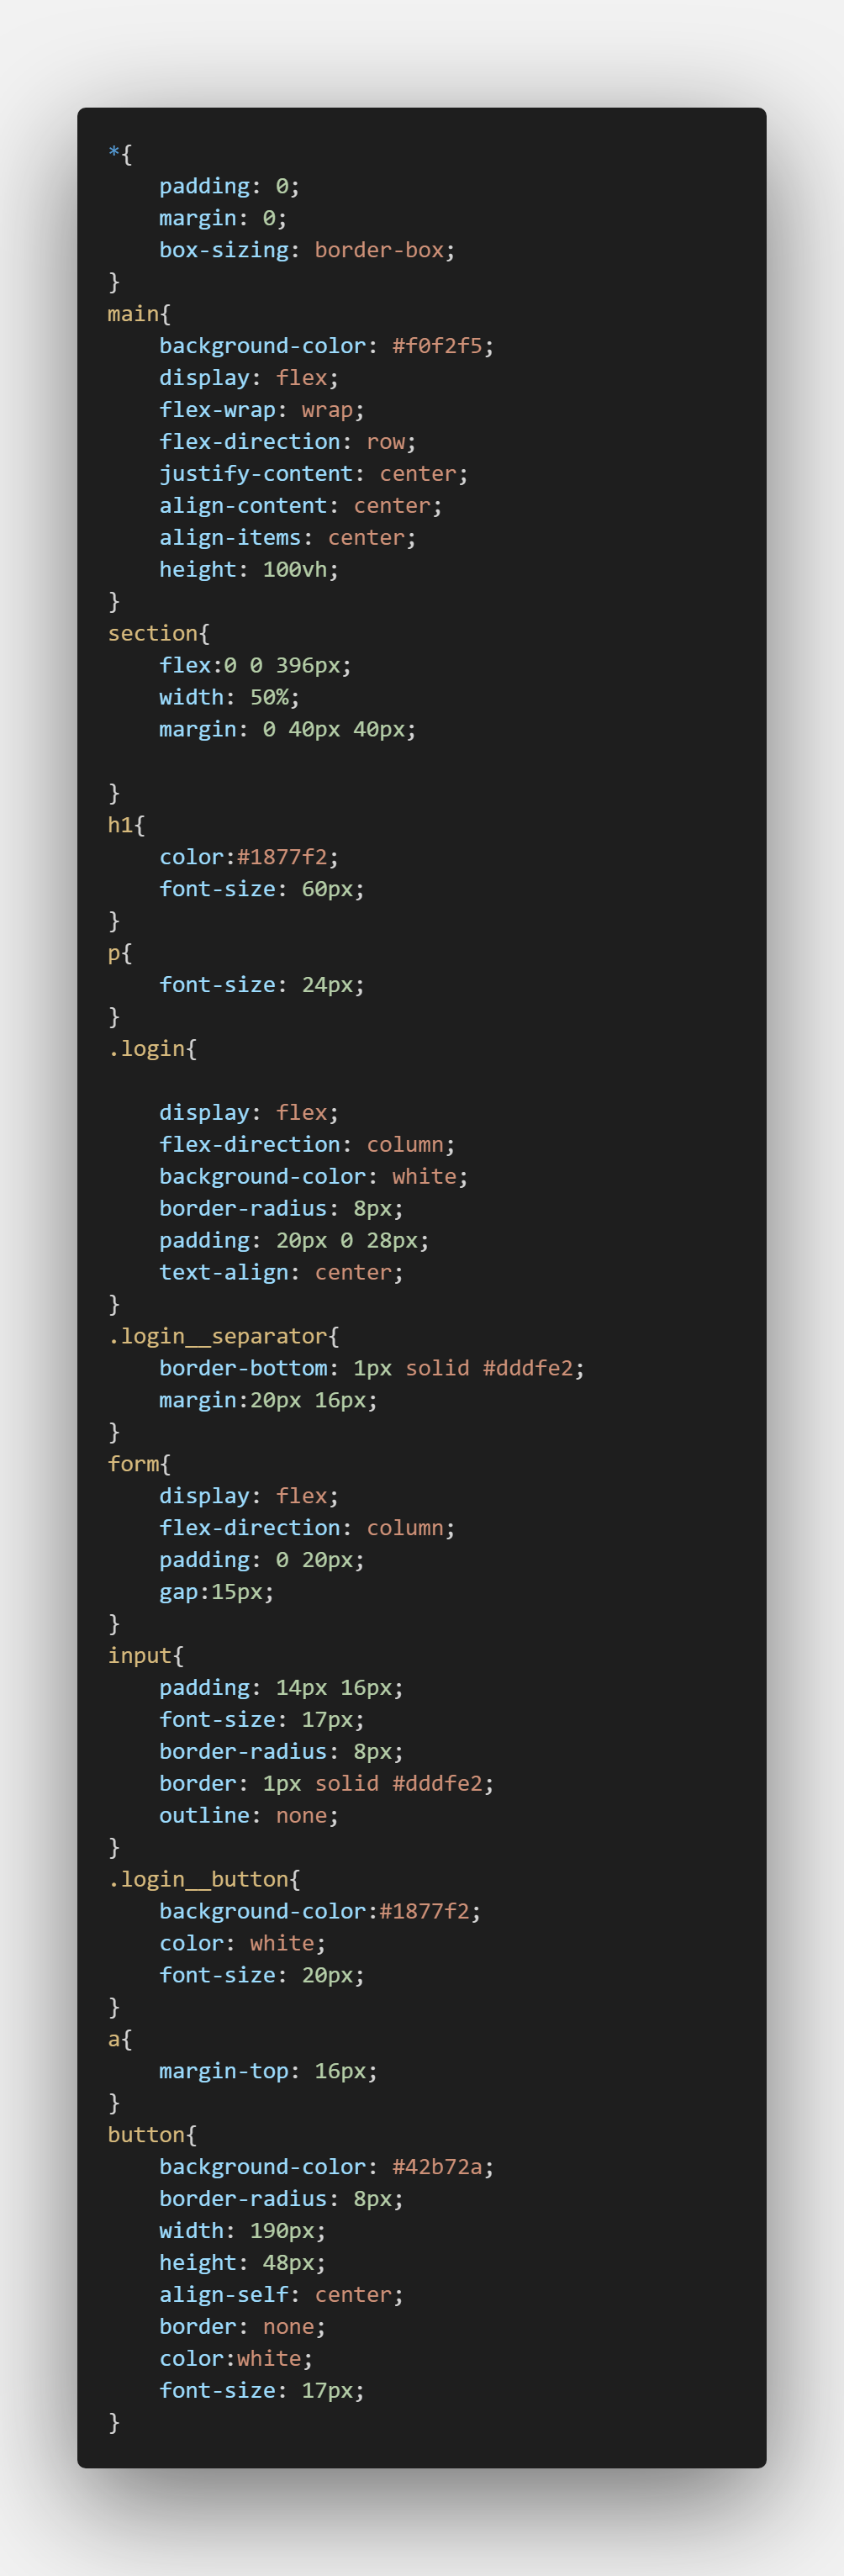 *{
    padding: 0;
    margin: 0;
    box-sizing: border-box;
}
main{
    background-color: #f0f2f5;
    display: flex;
    flex-wrap: wrap;
    flex-direction: row;
    justify-content: center;
    align-content: center;
    align-items: center;
    height: 100vh;
}
section{
    flex:0 0 396px;
    width: 50%;
    margin: 0 40px 40px;

}
h1{
    color:#1877f2;
    font-size: 60px;
}
p{
    font-size: 24px;
}
.login{

    display: flex;
    flex-direction: column;
    background-color: white;
    border-radius: 8px;
    padding: 20px 0 28px;
    text-align: center;
}
.login__separator{
    border-bottom: 1px solid #dddfe2;
    margin:20px 16px;
}
form{
    display: flex;
    flex-direction: column;
    padding: 0 20px;
    gap:15px;
}
input{
    padding: 14px 16px;
    font-size: 17px;
    border-radius: 8px;
    border: 1px solid #dddfe2;
    outline: none;
}
.login__button{
    background-color:#1877f2;
    color: white;
    font-size: 20px;
}
a{
    margin-top: 16px;
}
button{
    background-color: #42b72a;
    border-radius: 8px;
    width: 190px;
    height: 48px;
    align-self: center;
    border: none;
    color:white;
    font-size: 17px;
}